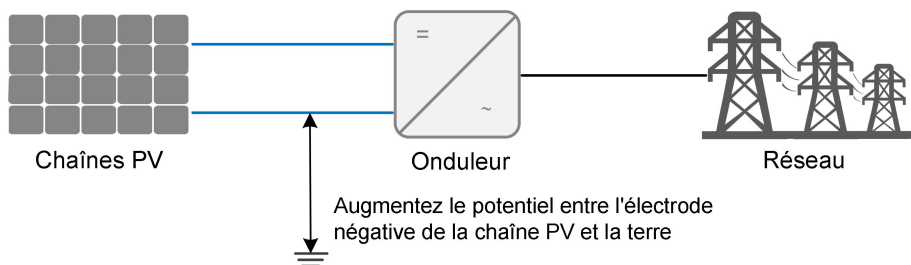 Chaînes PV
Onduleur
Réseau
Augmentez le potentiel entre l'électrode
négative de la chaîne PV et la terre